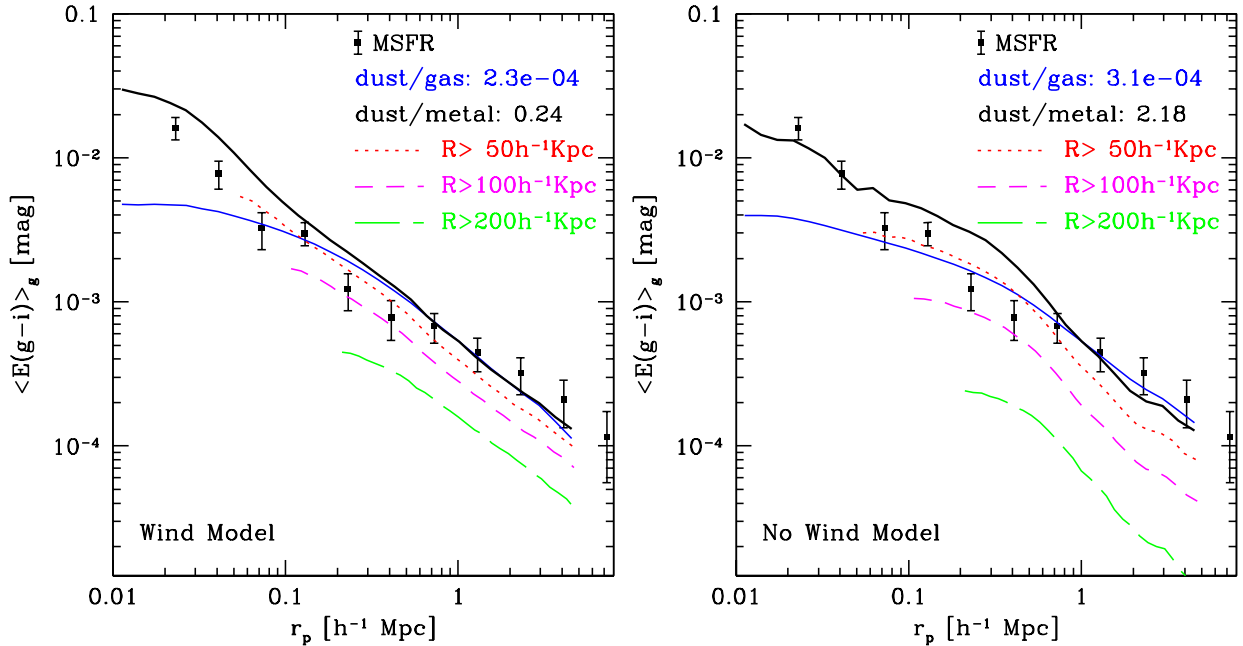 0.1
10⁻²
10⁻³
10⁻⁴
<E(g−i)>g [mag]
MSFR
dust/gas: 2.3e−04
dust/metal: 0.24
R> 50h⁻¹Kpc
R>100h⁻¹Kpc
R>200h⁻¹Kpc
Wind Model
0.01
0.1
1
rp [h⁻¹ Mpc]
0.1
10⁻²
10⁻³
10⁻⁴
<E(g−i)>g [mag]
MSFR
dust/gas: 3.1e−04
dust/metal: 2.18
R> 50h⁻¹Kpc
R>100h⁻¹Kpc
R>200h⁻¹Kpc
No Wind Model
0.01
0.1
1
rp [h⁻¹ Mpc]